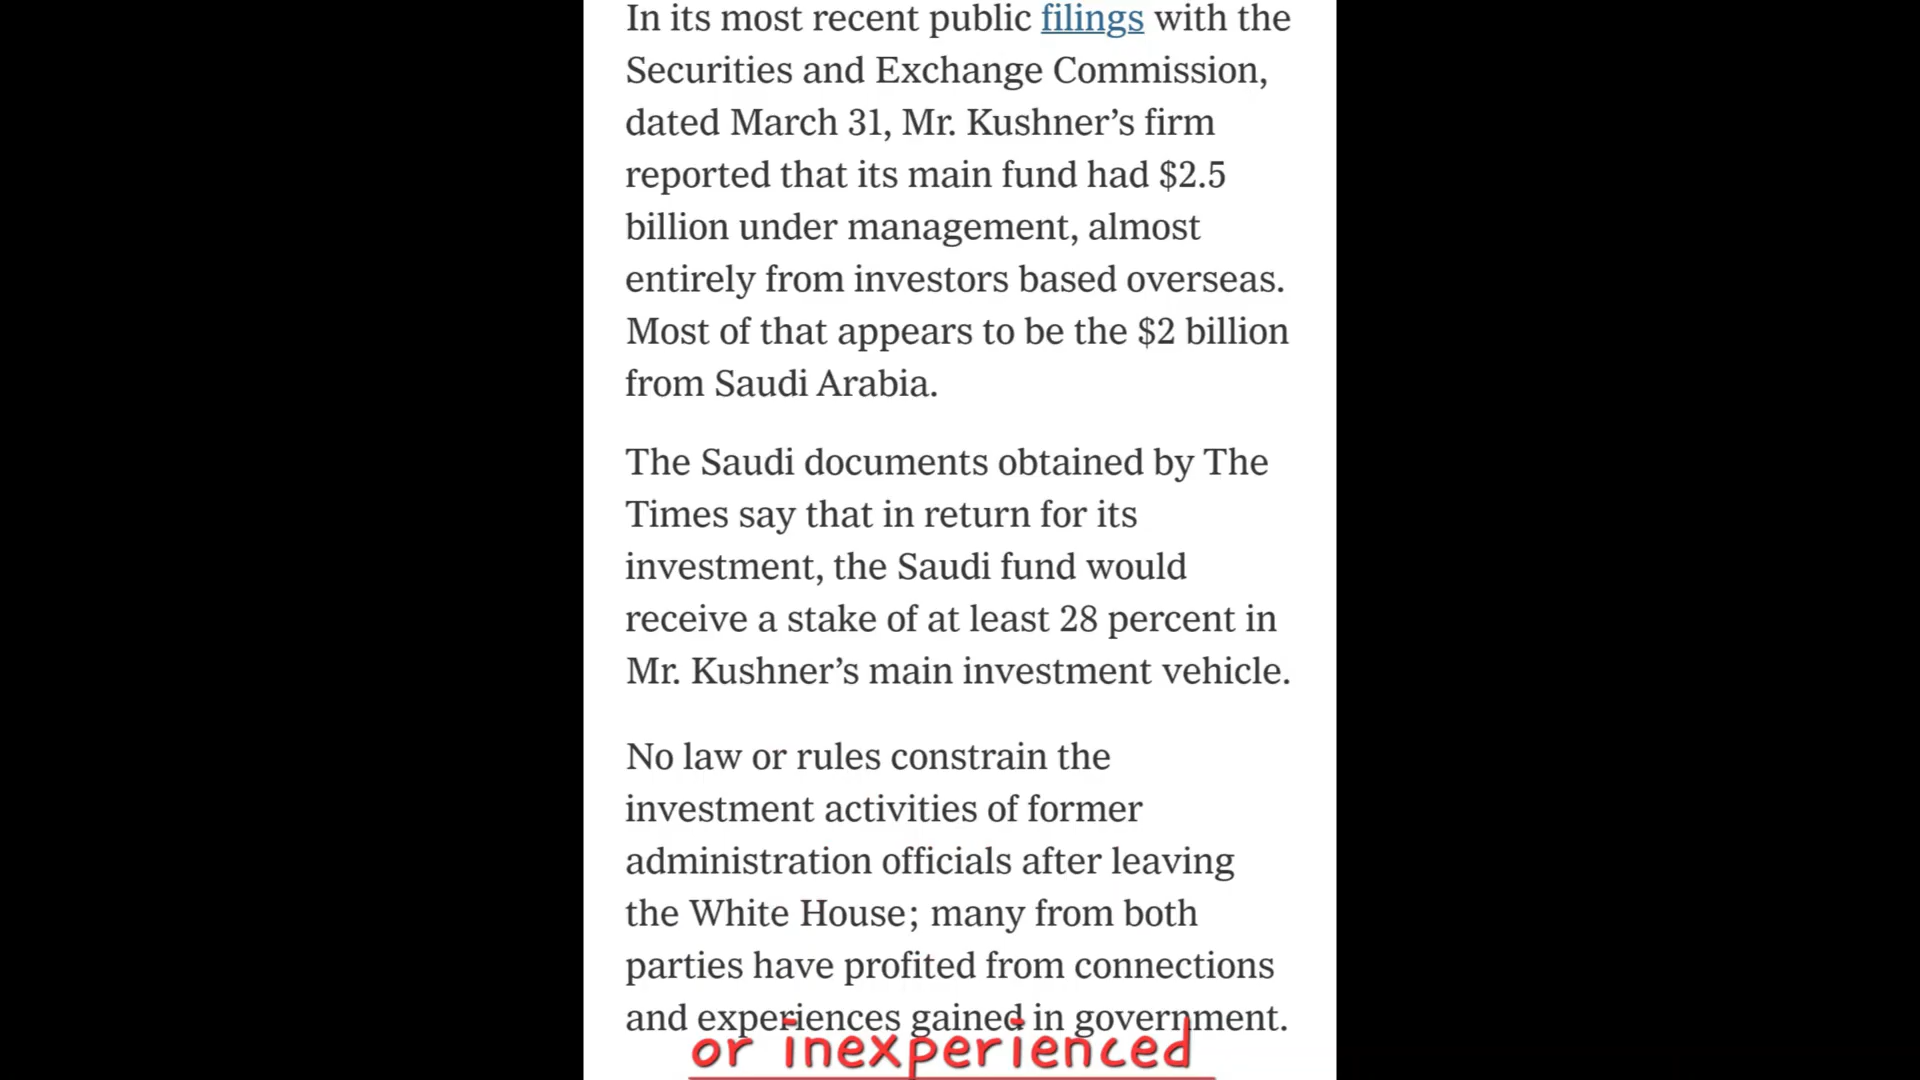 In its most recent public filings with the
Securities and Exchange Commission,
dated March 31, Mr. Kushner’s firm
reported that its main fund had $2.5
billion under management, almost
entirely from investors based overseas.
Most of that appears to be the $2 billion
from Saudi Arabia.
The Saudi documents obtained by The
Times say that in return for its
investment, the Saudi fund would
receive a stake of at least 28 percent in
Mr. Kushner’s main investment vehicle.
No law or rules constrain the
investment activities of former
administration officials after leaving
the White House; many from both
parties have profited from connections
and experiences gained in government.
or inexperienced